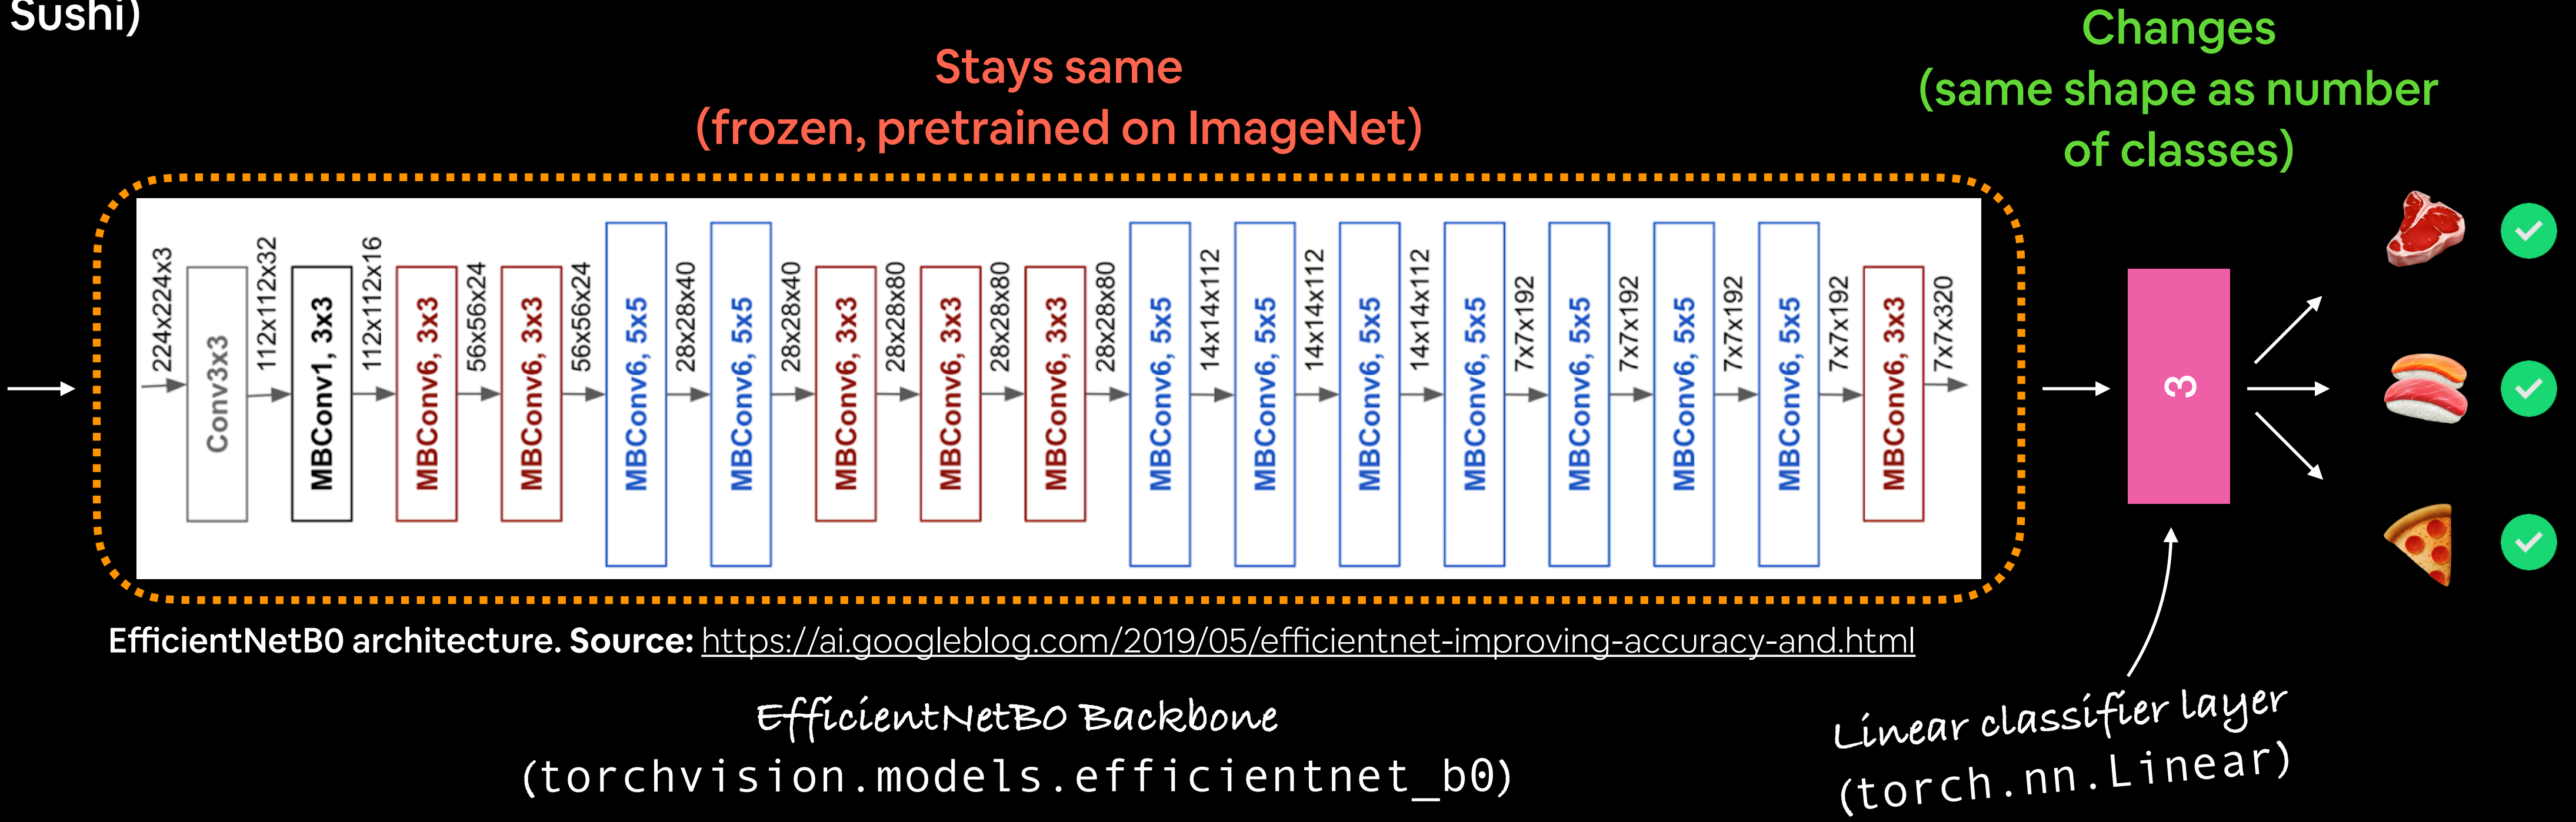 Sushi)
Stays same
(frozen, pretrained on ImageNet)
Changes
(same shape as number
of classes)
224x224x3
Conv3x3
112x112x32
MBConv1, 3x3
112x112x16
MBConv6, 3x3
56x56x24
MBConv6, 3x3
56x56x24
MBConv6, 5x5
28x28x40
MBConv6, 5x5
28x28x40
MBConv6, 3x3
28x28x80
MBConv6, 3x3
28x28x80
MBConv6, 3x3
28x28x80
MBConv6, 5x5
14x14x112
MBConv6, 5x5
14x14x112
MBConv6, 5x5
14x14x112
MBConv6, 5x5
7x7x192
MBConv6, 5x5
7x7x192
MBConv6, 5x5
7x7x192
MBConv6, 5x5
7x7x192
MBConv6, 3x3
7x7x320
3
EfficientNetB0 architecture. Source: https://ai.googleblog.com/2019/05/efficientnet-improving-accuracy-and.html
EfficientNetB0 Backbone
(torchvision.models.efficientnet_b0)
Linear classifier layer
(torch.nn.Linear)